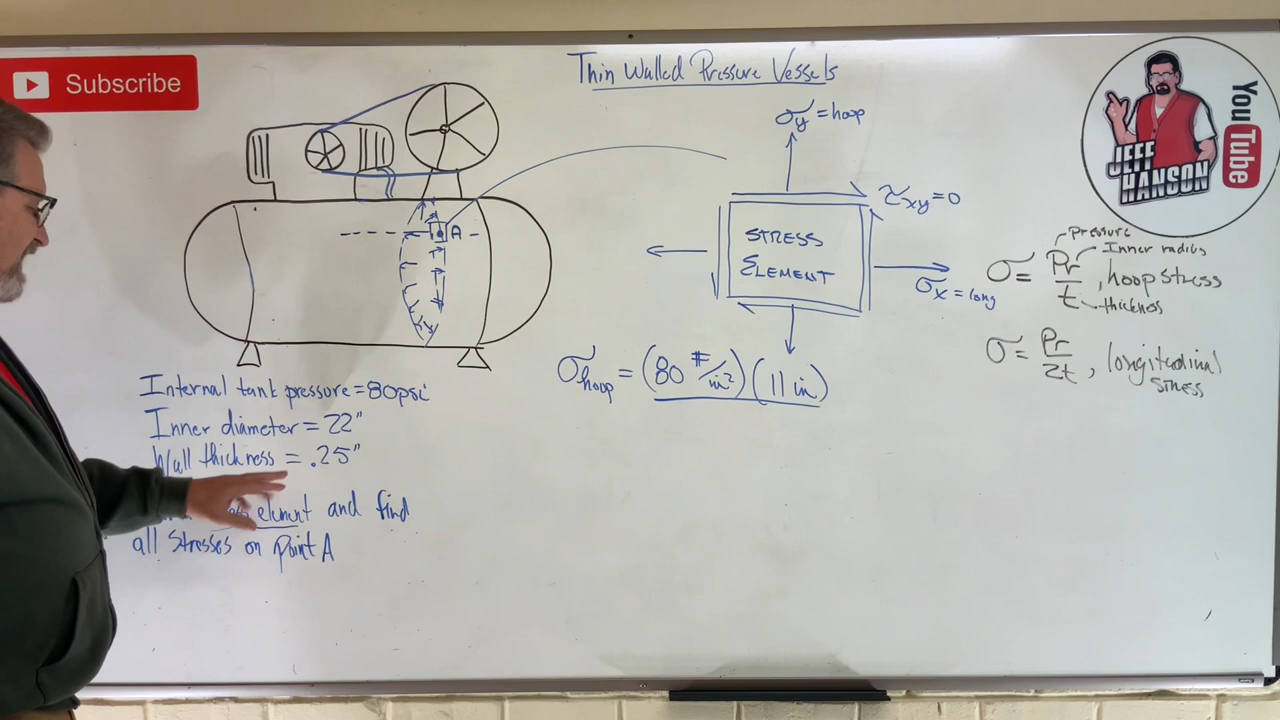 Subscribe
Thin Walled Pressure Vessels
YouTube
JEFF
HANSON
σy = hoop
τxy = 0
A
STRESS
ELEMENT
σx = long
Pressure
Inner radius
σ = Pr/t, hoop stress
thickness
σ = Pr/2t, longitudinal
stress
σhoop = (80 #/in²)(11 in)
Internal tank pressure = 80psi
Inner diameter = 22"
Wall thickness = .25"
element and find
all stresses on Point A